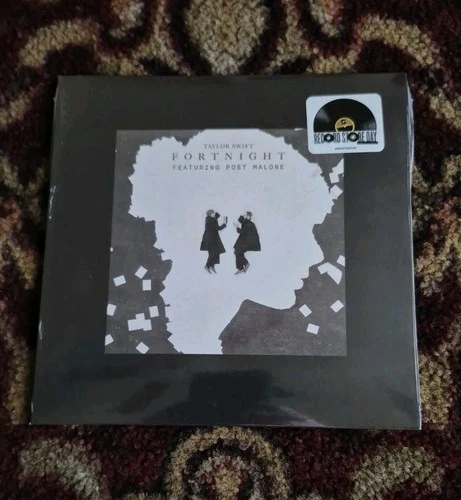 TAYLOR SWIFT
FORTNIGHT
FEATURING POST MALONE
RECORD STORE DAY